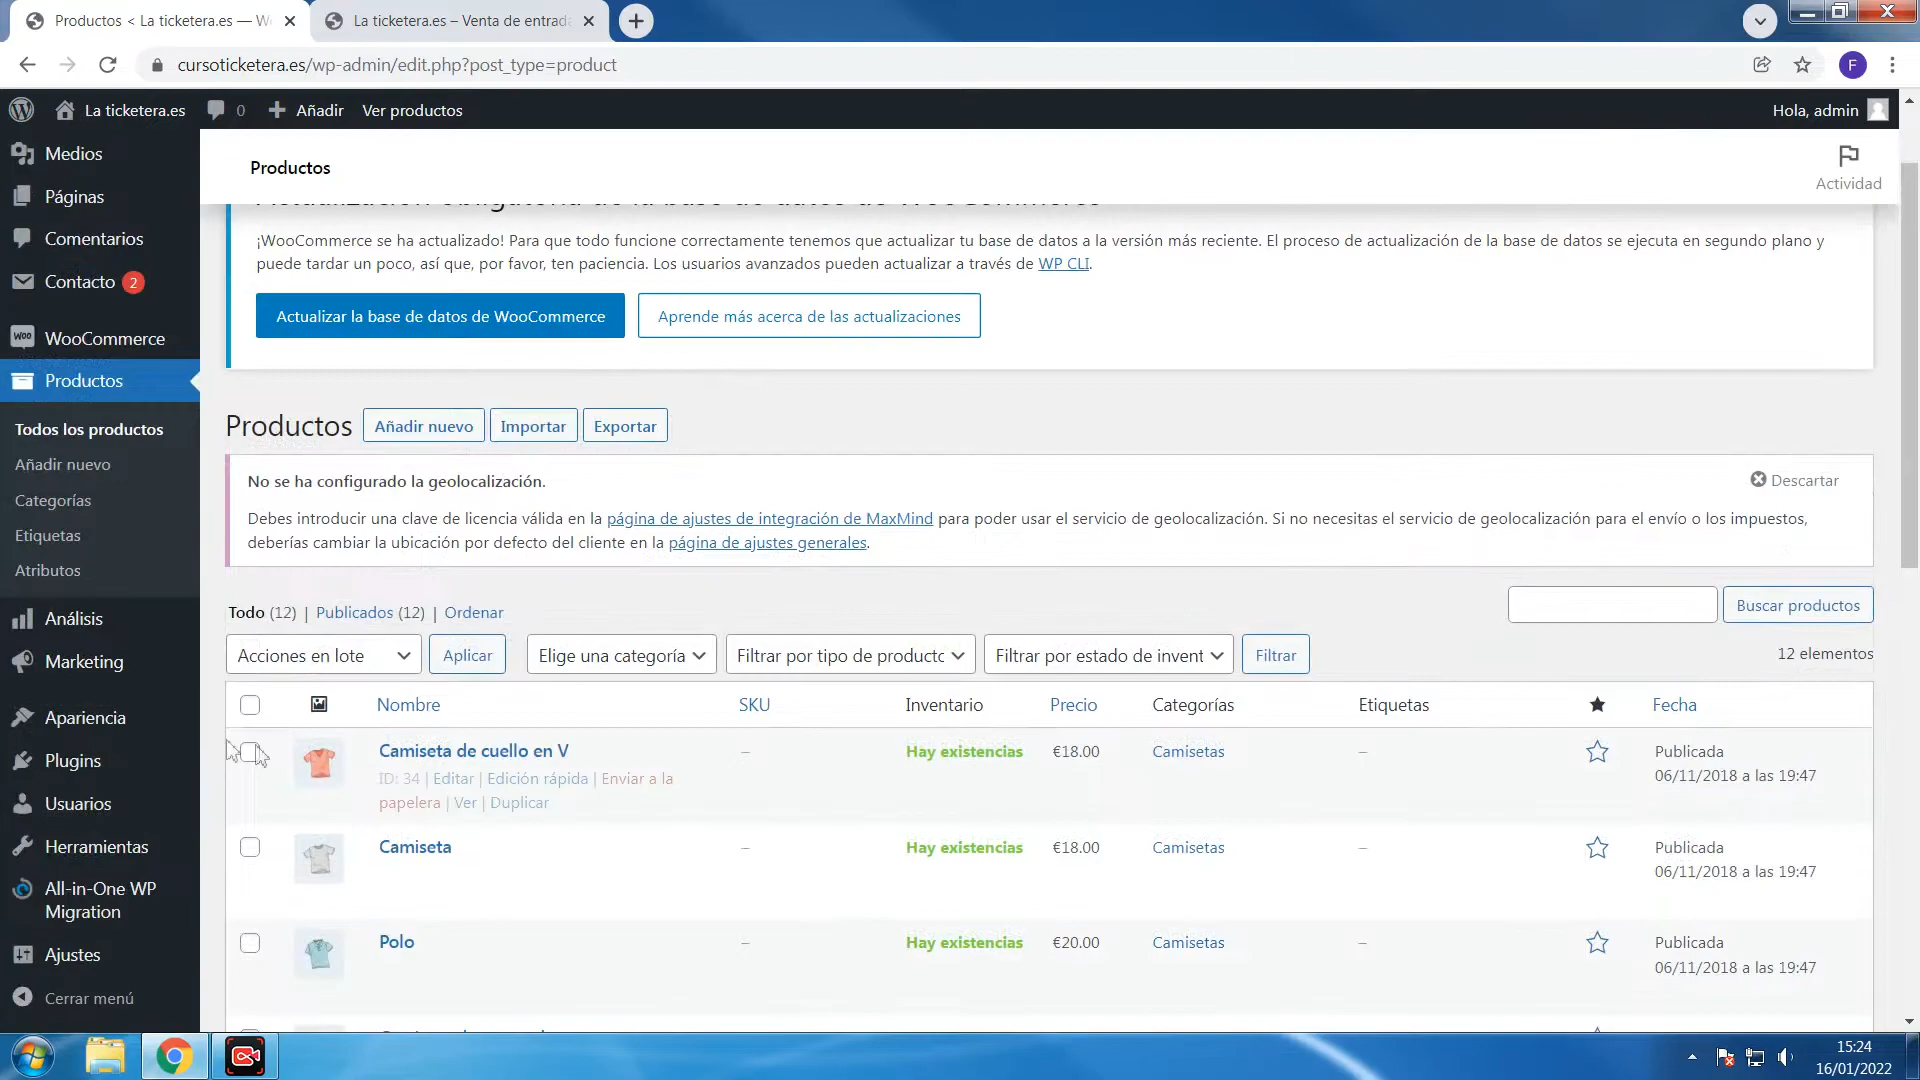 Productos < La ticketera.es — W
La ticketera.es – Venta de entrada
cursoticketera.es/wp-admin/edit.php?post_type=product
F
La ticketera.es
0
Añadir
Ver productos
Hola, admin
Medios
Páginas
Comentarios
Contacto 2
WooCommerce
Productos
Todos los productos
Añadir nuevo
Categorías
Etiquetas
Atributos
Análisis
Marketing
Apariencia
Plugins
Usuarios
Herramientas
All-in-One WP
Migration
Ajustes
Cerrar menú
Productos
Actividad
Actualización obligatoria de la base de datos de WooCommerce
¡WooCommerce se ha actualizado! Para que todo funcione correctamente tenemos que actualizar tu base de datos a la versión más reciente. El proceso de actualización de la base de datos se ejecuta en segundo plano y
puede tardar un poco, así que, por favor, ten paciencia. Los usuarios avanzados pueden actualizar a través de WP CLI.
Actualizar la base de datos de WooCommerce
Aprende más acerca de las actualizaciones
Productos
Añadir nuevo
Importar
Exportar
No se ha configurado la geolocalización.
Descartar
Debes introducir una clave de licencia válida en la página de ajustes de integración de MaxMind para poder usar el servicio de geolocalización. Si no necesitas el servicio de geolocalización para el envío o los impuestos,
deberías cambiar la ubicación por defecto del cliente en la página de ajustes generales.
Todo (12) | Publicados (12) | Ordenar
Buscar productos
Acciones en lote
Aplicar
Elige una categoría
Filtrar por tipo de producto
Filtrar por estado de invent
Filtrar
12 elementos
Nombre
SKU
Inventario
Precio
Categorías
Etiquetas
Fecha
Camiseta de cuello en V
–
Hay existencias
€18.00
Camisetas
–
Publicada
06/11/2018 a las 19:47
ID: 34 | Editar | Edición rápida | Enviar a la
papelera | Ver | Duplicar
Camiseta
–
Hay existencias
€18.00
Camisetas
–
Publicada
06/11/2018 a las 19:47
Polo
–
Hay existencias
€20.00
Camisetas
–
Publicada
06/11/2018 a las 19:47
15:24
16/01/2022